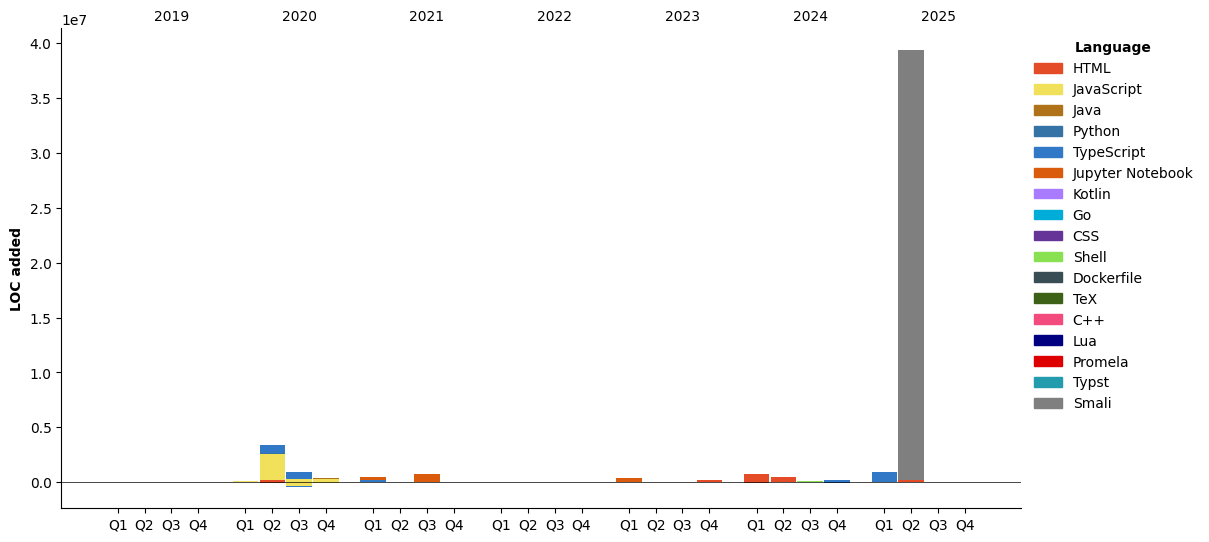 1e7
2019 2020 2021 2022 2023 2024 2025
4.0
3.5
3.0
2.5
2.0
1.5
1.0
0.5
0.0
LOC added
Q1 Q2 Q3 Q4 Q1 Q2 Q3 Q4 Q1 Q2 Q3 Q4 Q1 Q2 Q3 Q4 Q1 Q2 Q3 Q4 Q1 Q2 Q3 Q4 Q1 Q2 Q3 Q4
Language
HTML
JavaScript
Java
Python
TypeScript
Jupyter Notebook
Kotlin
Go
CSS
Shell
Dockerfile
TeX
C++
Lua
Promela
Typst
Smali